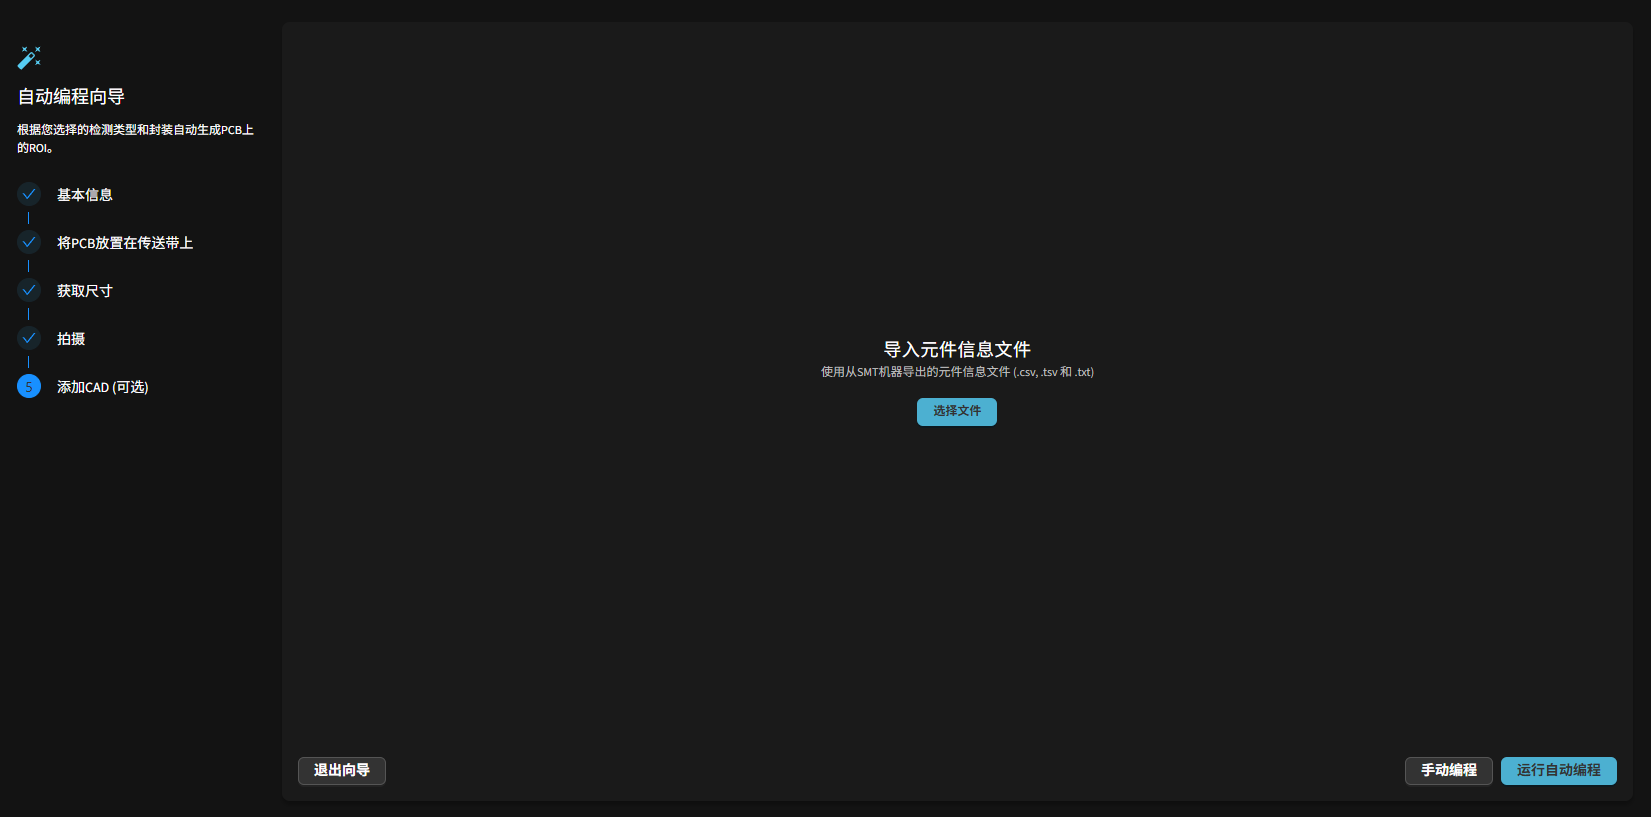 自动编程向导
根据您选择的检测类型和封装自动生成PCB上
的ROI。
基本信息
将PCB放置在传送带上
获取尺寸
拍摄
5
添加CAD (可选)
导入元件信息文件
使用从SMT机器导出的元件信息文件 (.csv, .tsv 和 .txt)
选择文件
退出向导
手动编程
运行自动编程